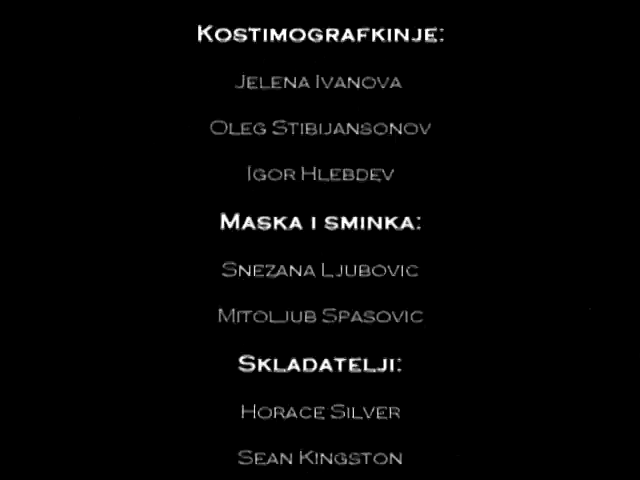 Kostimografkinje:
Jelena Ivanova
Oleg Stibijansonov
Igor Hlebdev
Maska i sminka:
Snezana Ljubovic
Mitoljub Spasovic
Skladatelji:
Horace Silver
Sean Kingston